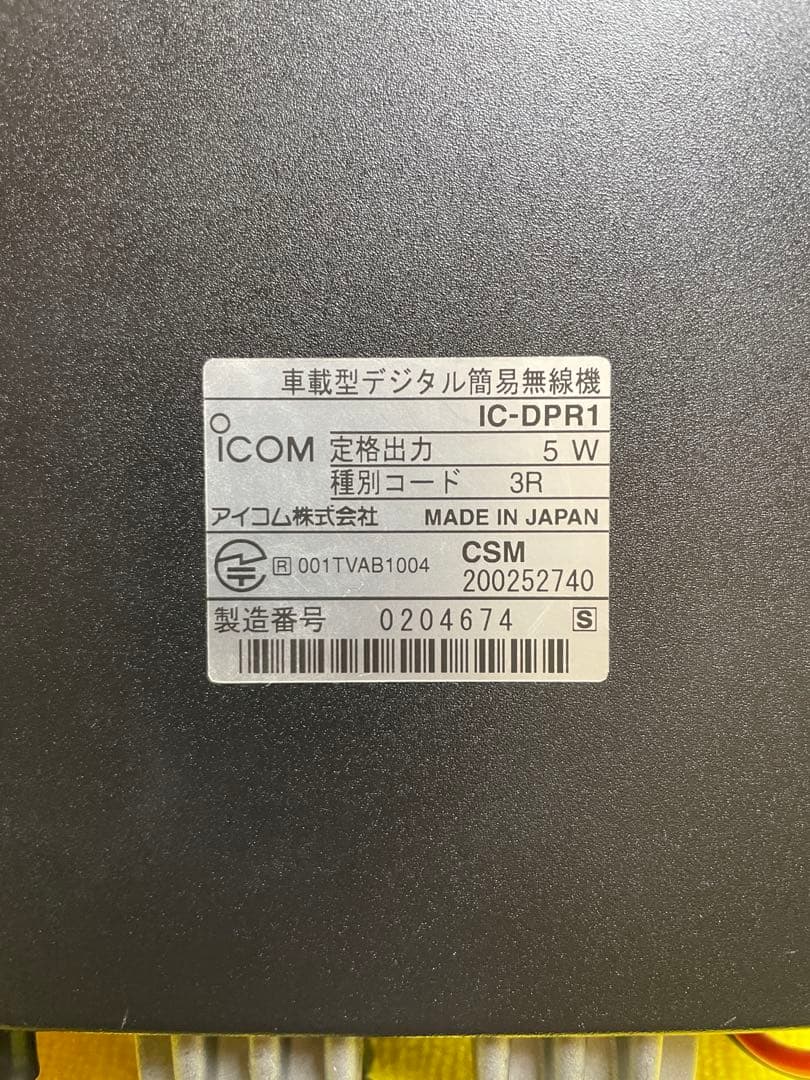 車載型デジタル簡易無線機
IC-DPR1
ICOM 定格出力 5 W
種別コード 3R
アイコム株式会社 MADE IN JAPAN
R 001TVAB1004 CSM
200252740
製造番号 0204674 S